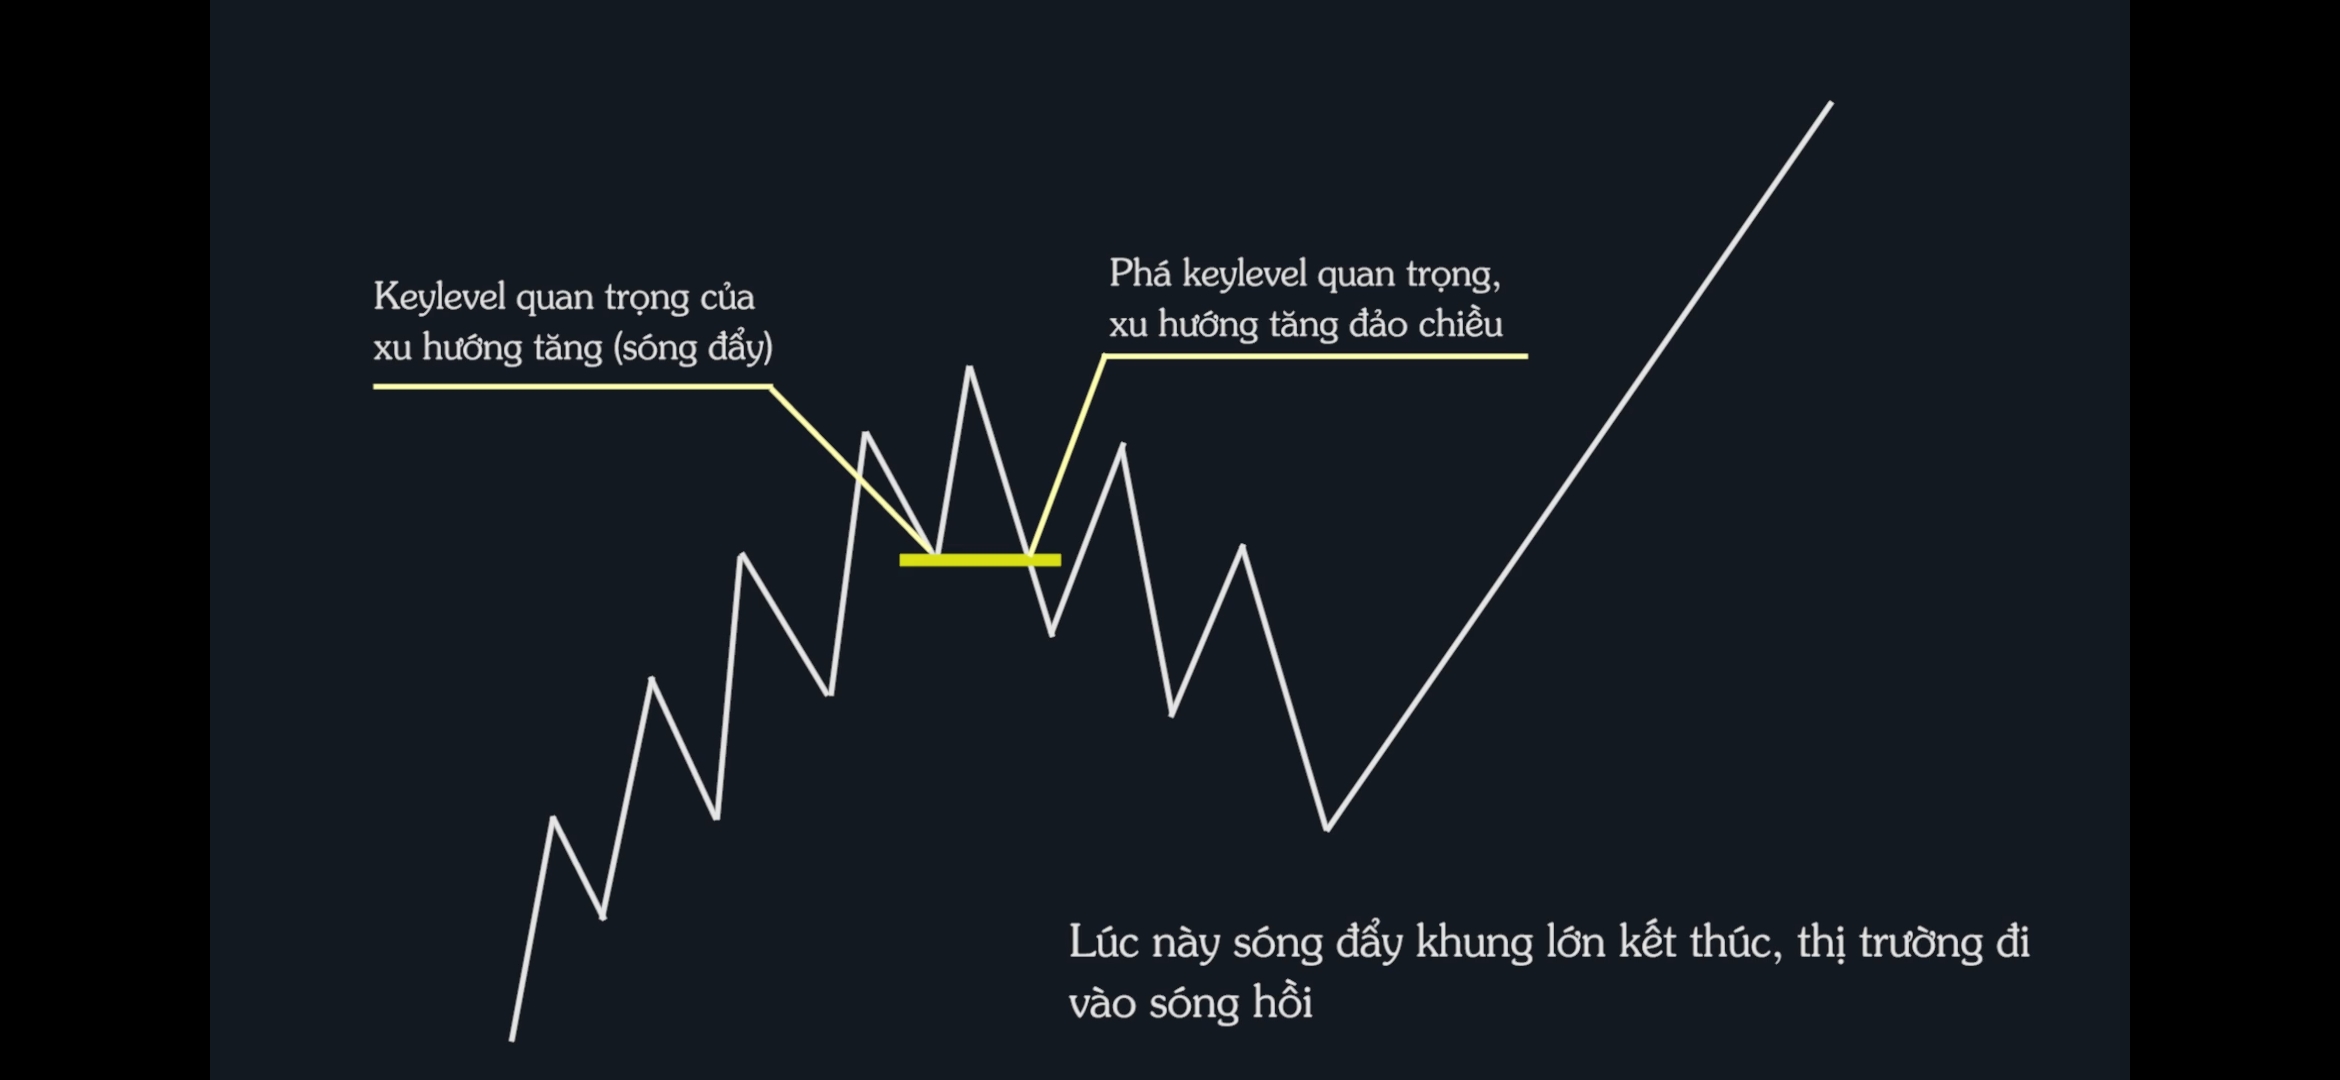 Keylevel quan trọng của
xu hướng tăng (sóng đẩy)
Phá keylevel quan trọng,
xu hướng tăng đảo chiều
Lúc này sóng đẩy khung lớn kết thúc, thị trường đi
vào sóng hồi